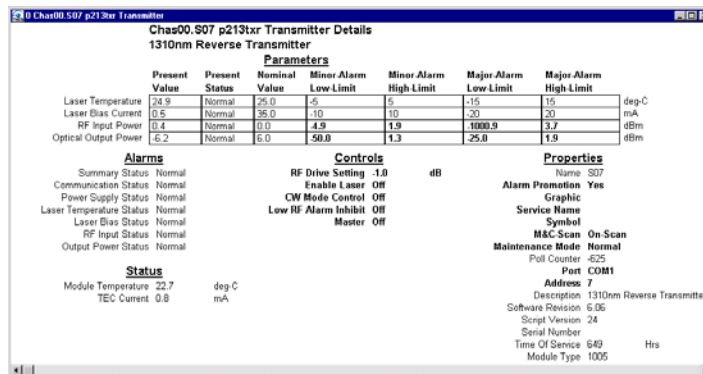 0 Chas00.S07 p213txr Transmitter
Chas00.S07 p213txr Transmitter Details
1310nm Reverse Transmitter
Parameters
Present Value Present Status Nominal Value Minor-Alarm Low-Limit Minor-Alarm High-Limit Major-Alarm Low-Limit Major-Alarm High-Limit
Laser Temperature 24.9 Normal 25.0 -5 5 -15 15 deg-C
Laser Bias Current 0.5 Normal 35.0 -10 10 -20 20 mA
RF Input Power 0.4 Normal 0.0 -4.9 1.9 -1000.9 3.7 dBm
Optical Output Power -6.2 Normal 6.0 -50.0 1.3 -25.0 1.9 dBm
Alarms
Summary Status Normal
Communication Status Normal
Power Supply Status Normal
Laser Temperature Status Normal
Laser Bias Status Normal
RF Input Status Normal
Output Power Status Normal
Status
Module Temperature 22.7 deg-C
TEC Current 0.8 mA
Controls
RF Drive Setting -1.0 dB
Enable Laser Off
CW Mode Control Off
Low RF Alarm Inhibit Off
Master Off
Properties
Name S07
Alarm Promotion Yes
Graphic
Service Name
Symbol
M&C-Scan On-Scan
Maintenance Mode Normal
Poll Counter -625
Port COM1
Address 7
Description 1310nm Reverse Transmitte
Software Revision 6.06
Script Version 24
Serial Number
Time Of Service 649 Hrs
Module Type 1005